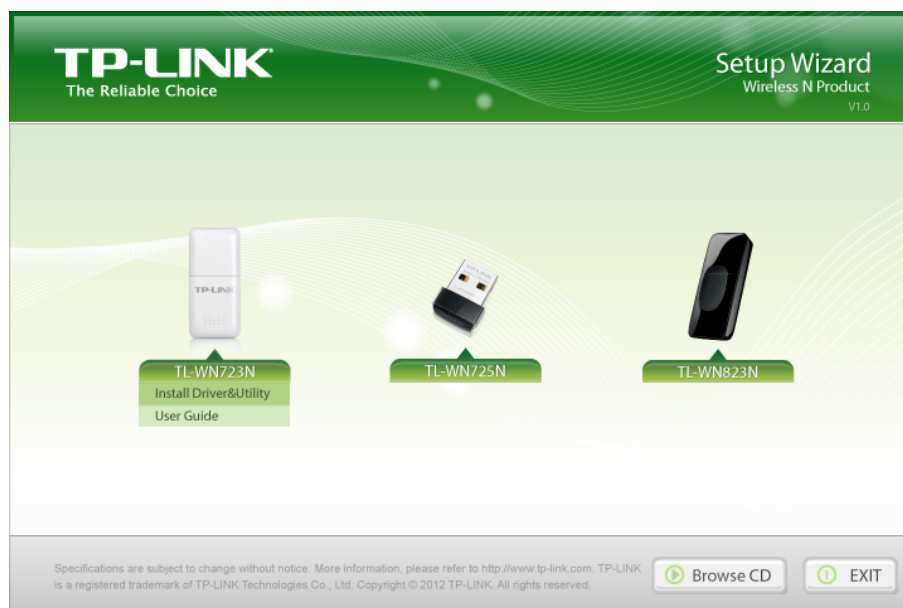 TP-LINK
The Reliable Choice
Setup Wizard
Wireless N Product
V1.0
TP-LINK
TP-LINK
TL-WN723N
TL-WN725N
TL-WN823N
Install Driver&Utility
User Guide
Specifications are subject to change without notice. More information, please refer to http://www.tp-link.com. TP-LINK
is a registered trademark of TP-LINK Technologies Co., Ltd. Copyright © 2012 TP-LINK. All rights reserved.
Browse CD
EXIT